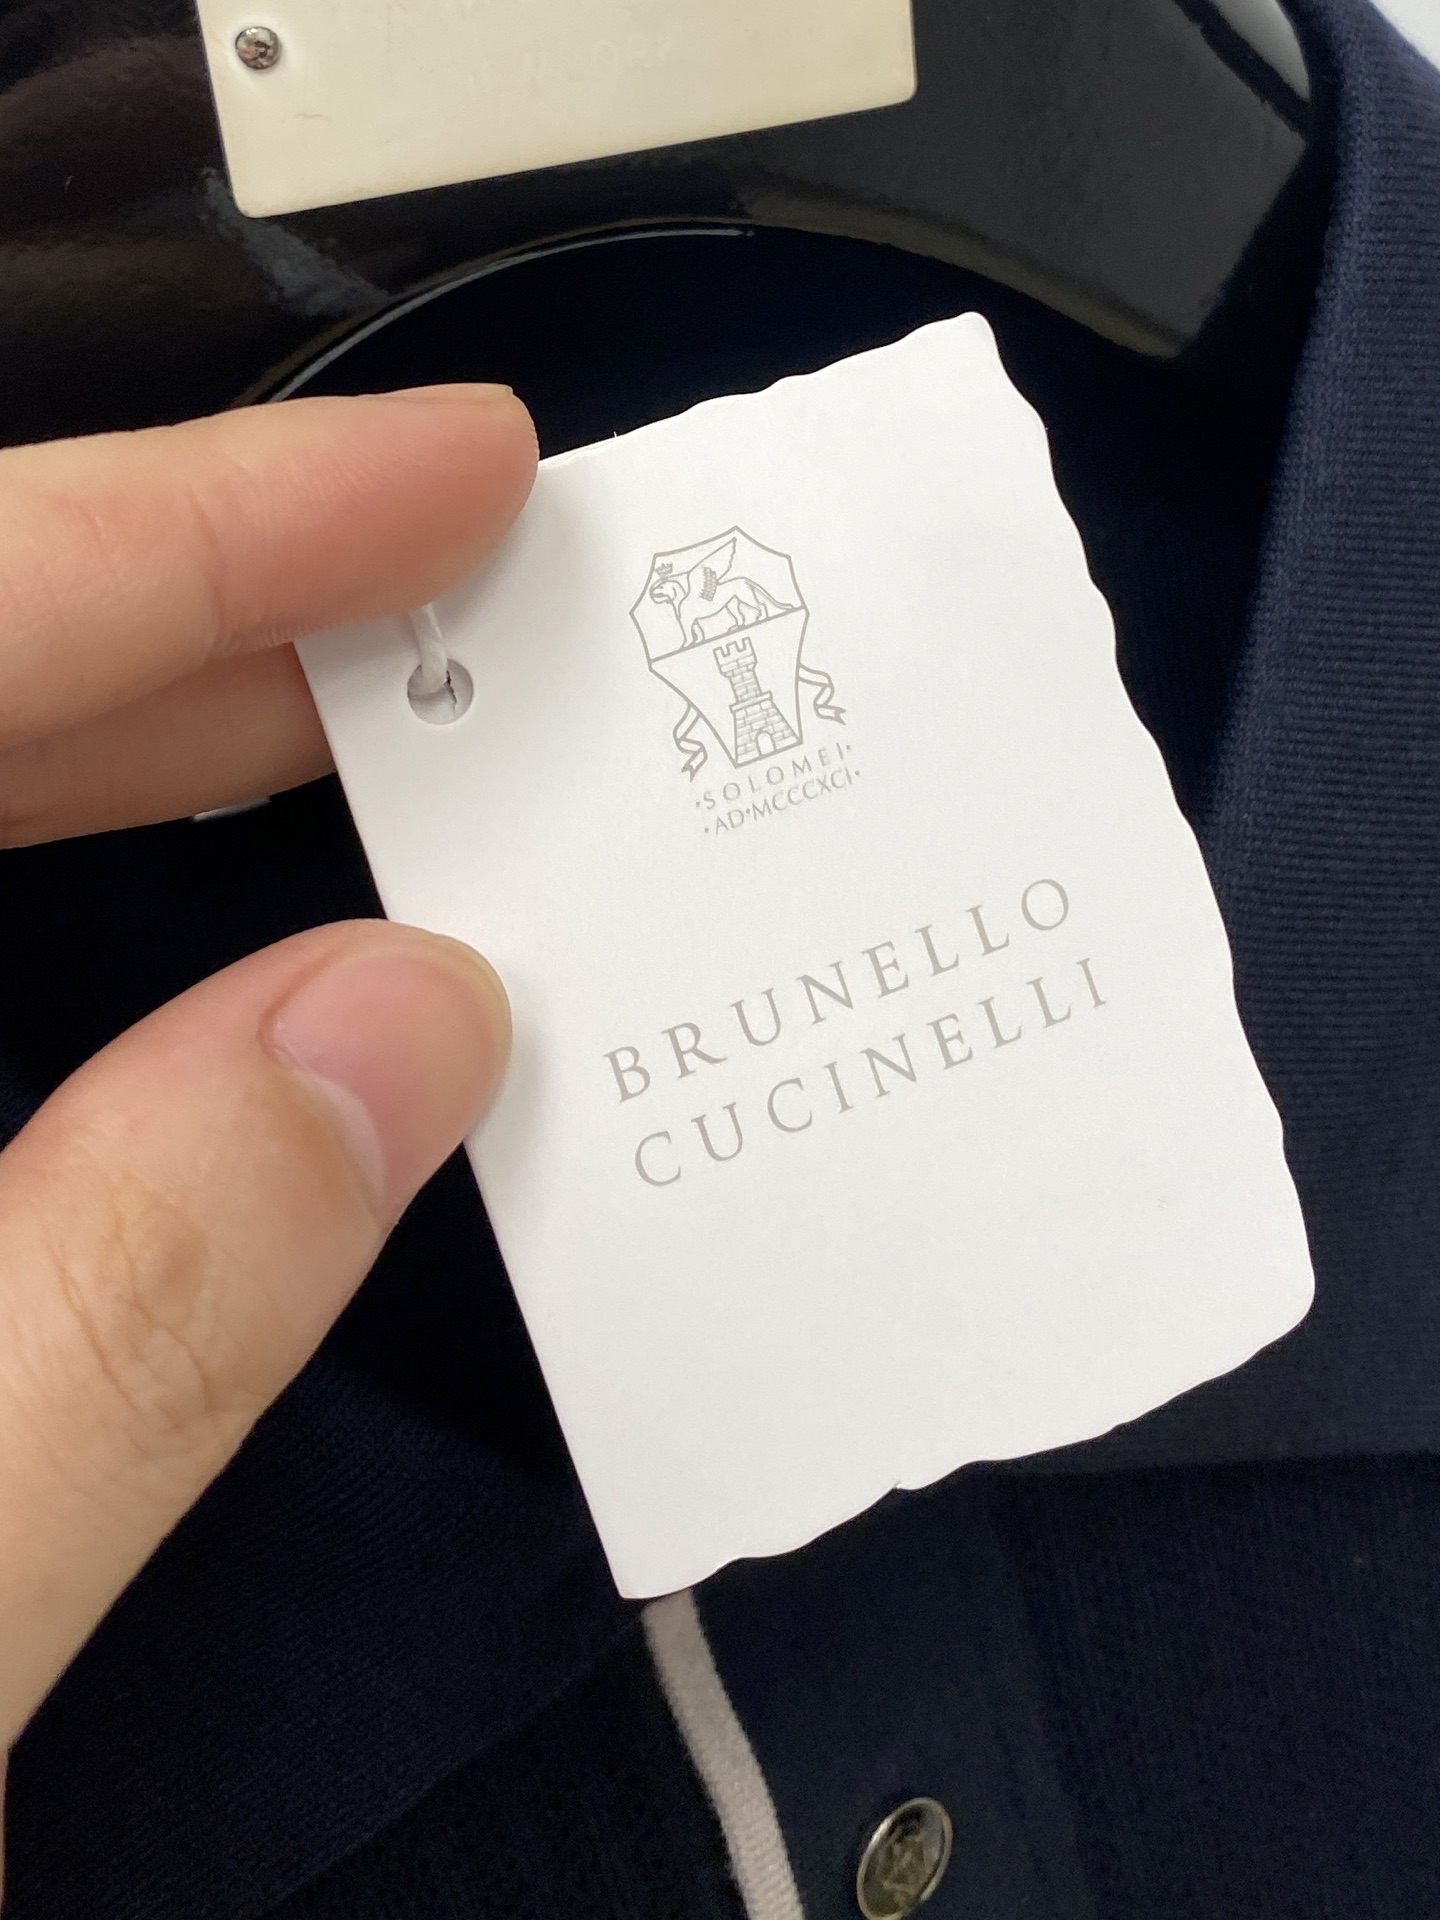 ·SOLOMEI·
·AD·MCCCXCI·
BRUNELLO
CUCINELLI